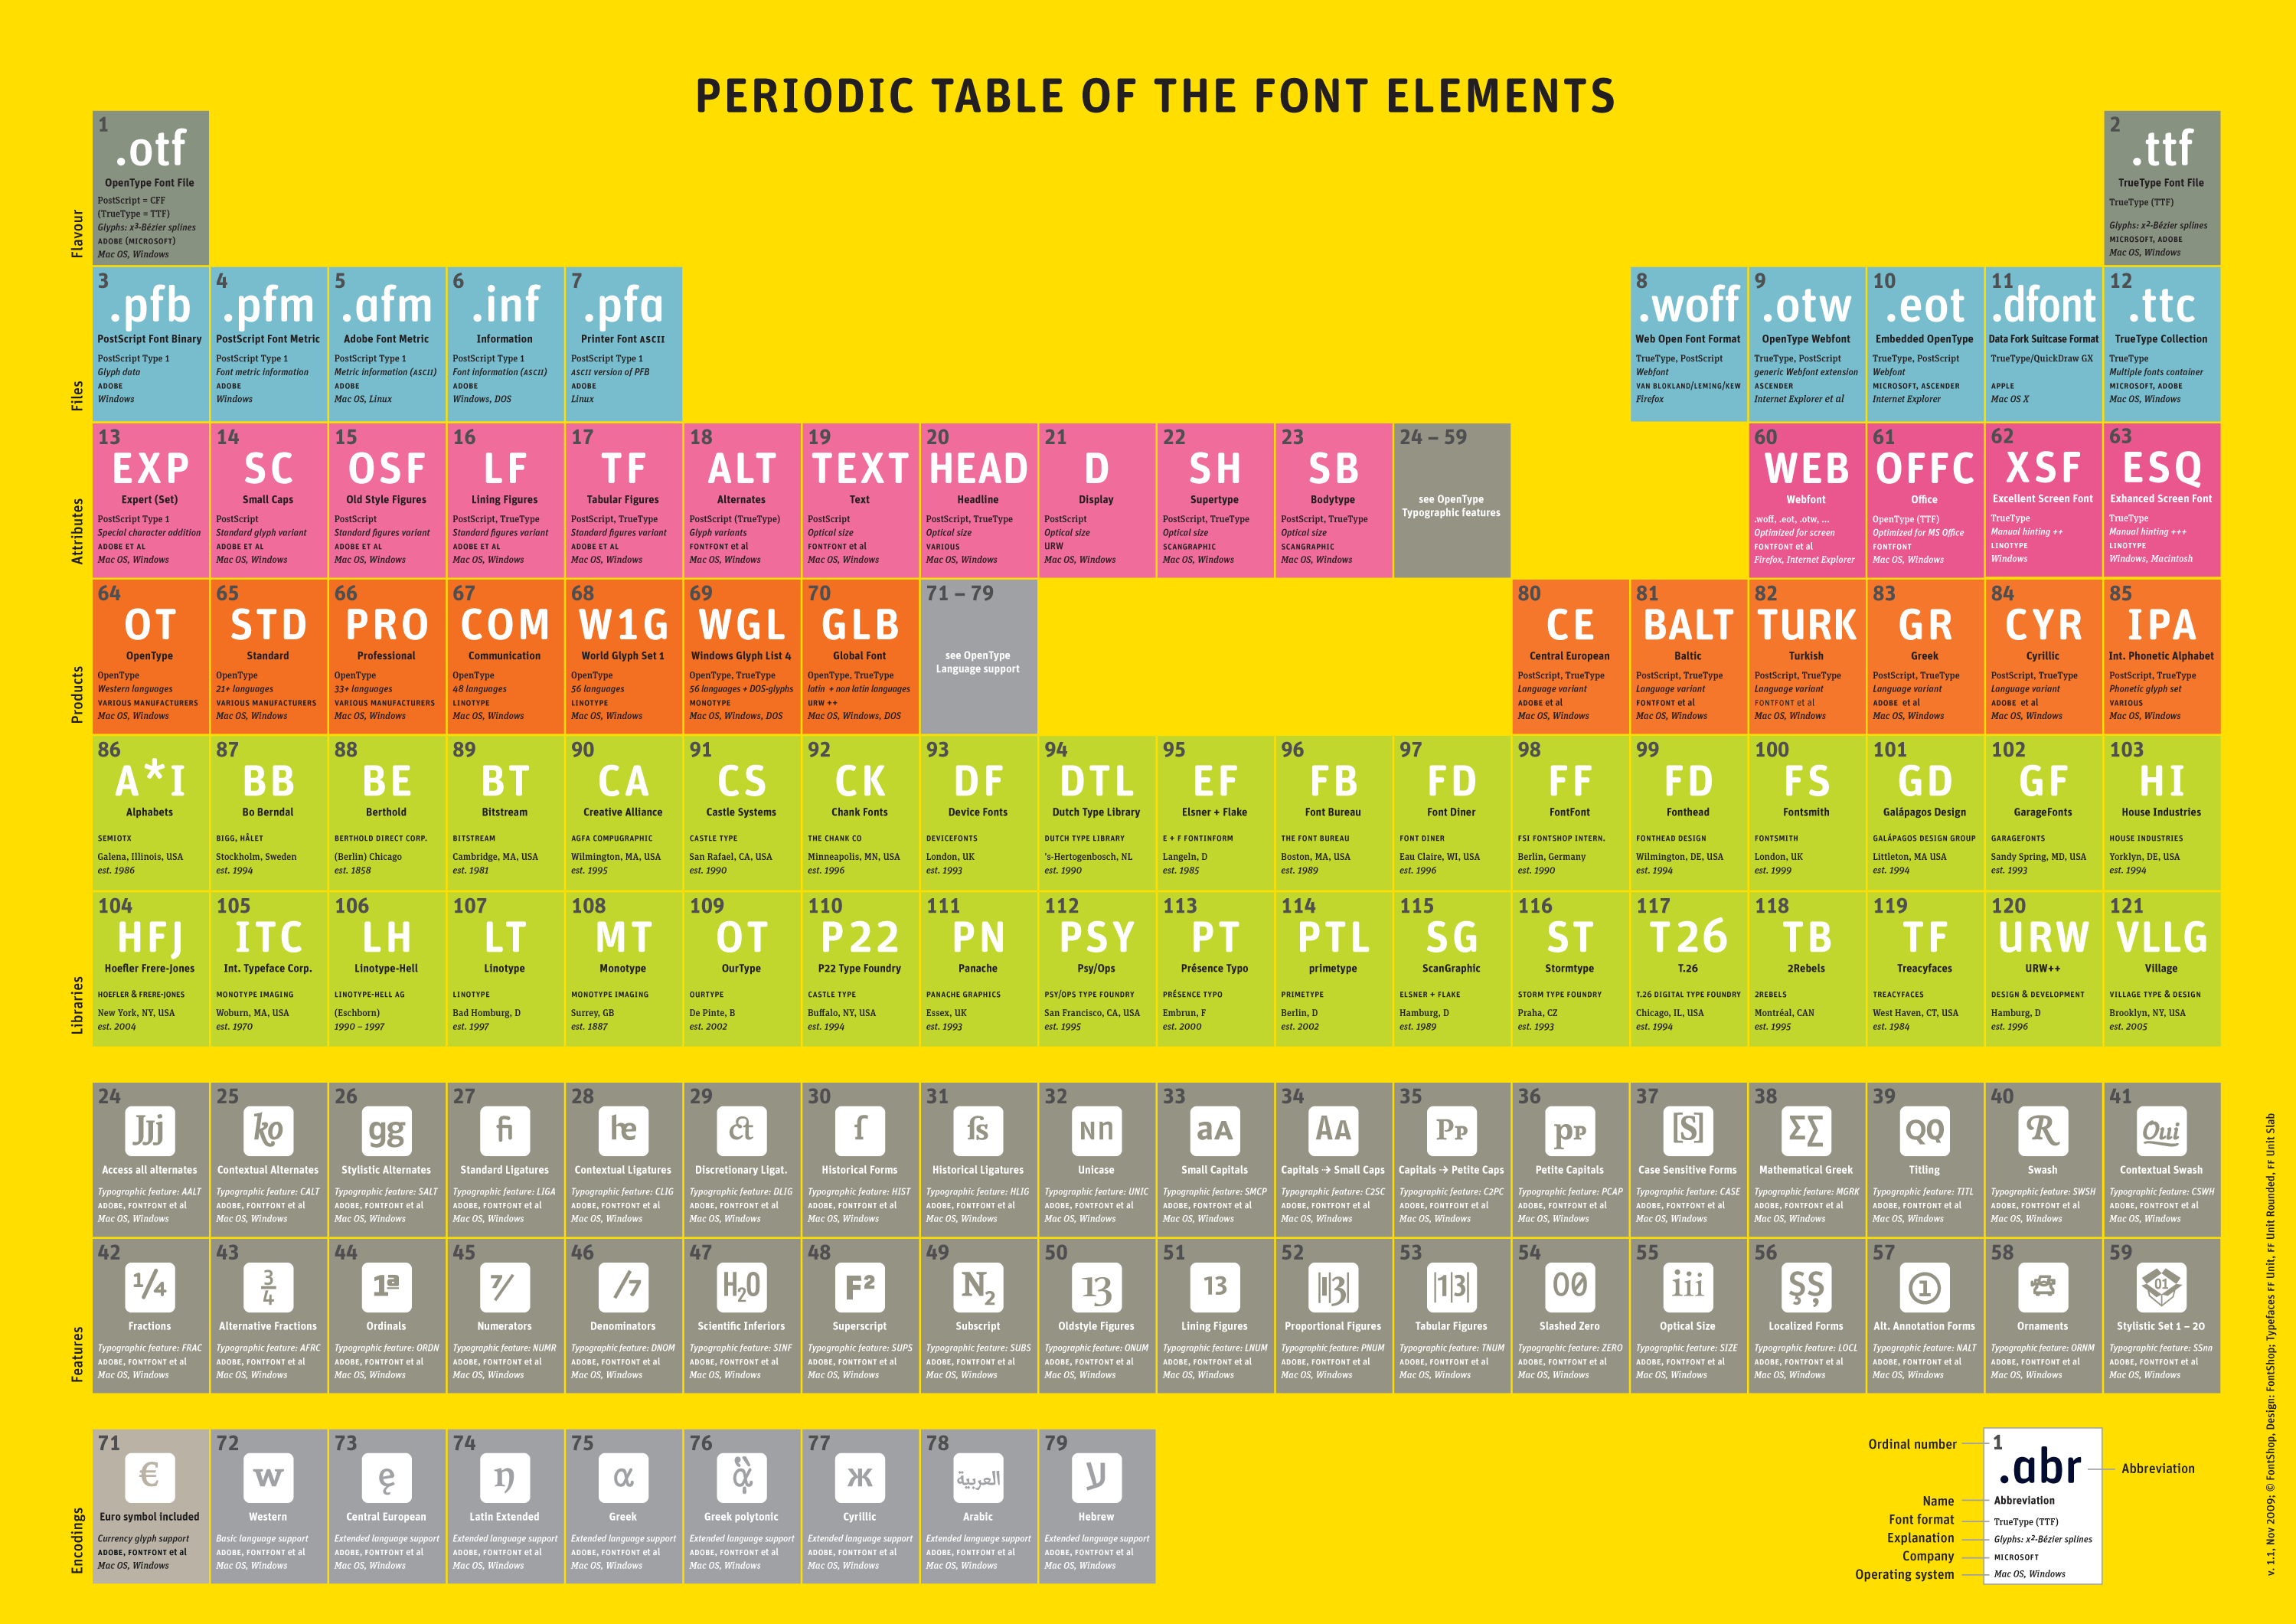 PERIODIC TABLE OF THE FONT ELEMENTS
Flavour
1
.otf
OpenType Font File
PostScript = CFF
(TrueType = TTF)
Glyphs: x³-Bézier splines
ADOBE (MICROSOFT)
Mac OS, Windows
2
.ttf
TrueType Font File
TrueType (TTF)
Glyphs: x²-Bézier splines
MICROSOFT, ADOBE
Mac OS, Windows
Files
3
.pfb
PostScript Font Binary
PostScript Type 1
Glyph data
ADOBE
Windows
4
.pfm
PostScript Font Metric
PostScript Type 1
Font metric information
ADOBE
Windows
5
.afm
Adobe Font Metric
PostScript Type 1
Metric information (ASCII)
ADOBE
Mac OS, Linux
6
.inf
Information
PostScript Type 1
Font information (ASCII)
ADOBE
Windows, DOS
7
.pfa
Printer Font ASCII
PostScript Type 1
ASCII version of PFB
ADOBE
Linux
8
.woff
Web Open Font Format
TrueType, PostScript
Webfont
VAN BLOKLAND/LEMING/KEW
Firefox
9
.otw
OpenType Webfont
TrueType, PostScript
generic Webfont extension
ASCENDER
Internet Explorer et al
10
.eot
Embedded OpenType
TrueType, PostScript
Webfont
MICROSOFT, ASCENDER
Internet Explorer
11
.dfont
Data Fork Suitcase Format
TrueType/QuickDraw GX
APPLE
Mac OS X
12
.ttc
TrueType Collection
TrueType
Multiple fonts container
MICROSOFT, ADOBE
Mac OS, Windows
Attributes
13
EXP
Expert (Set)
PostScript Type 1
Special character addition
ADOBE ET AL
Mac OS, Windows
14
SC
Small Caps
PostScript
Standard glyph variant
ADOBE ET AL
Mac OS, Windows
15
OSF
Old Style Figures
PostScript
Standard figures variant
ADOBE ET AL
Mac OS, Windows
16
LF
Lining Figures
PostScript, TrueType
Standard figures variant
ADOBE ET AL
Mac OS, Windows
17
TF
Tabular Figures
PostScript, TrueType
Standard figures variant
ADOBE ET AL
Mac OS, Windows
18
ALT
Alternates
PostScript (TrueType)
Glyph variants
FONTFONT et al
Mac OS, Windows
19
TEXT
Text
PostScript
Optical size
FONTFONT et al
Mac OS, Windows
20
HEAD
Headline
PostScript, TrueType
Optical size
VARIOUS
Mac OS, Windows
21
D
Display
PostScript
Optical size
URW
Mac OS, Windows
22
SH
Supertype
PostScript, TrueType
Optical size
SCANGRAPHIC
Mac OS, Windows
23
SB
Bodytype
PostScript, TrueType
Optical size
SCANGRAPHIC
Mac OS, Windows
24 – 59
see OpenType
Typographic features
60
WEB
Webfont
.woff, .eot, .otw, ...
Optimized for screen
FONTFONT et al
Firefox, Internet Explorer
61
OFFC
Office
OpenType (TTF)
Optimized for MS Office
FONTFONT
Mac OS, Windows
62
XSF
Excellent Screen Font
TrueType
Manual hinting ++
LINOTYPE
Windows
63
ESQ
Exhanced Screen Font
TrueType
Manual hinting +++
LINOTYPE
Windows, Macintosh
Products
64
OT
OpenType
OpenType
Western languages
VARIOUS MANUFACTURERS
Mac OS, Windows
65
STD
Standard
OpenType
21+ languages
VARIOUS MANUFACTURERS
Mac OS, Windows
66
PRO
Professional
OpenType
33+ languages
VARIOUS MANUFACTURERS
Mac OS, Windows
67
COM
Communication
OpenType
48 languages
LINOTYPE
Mac OS, Windows
68
W1G
World Glyph Set 1
OpenType
56 languages
LINOTYPE
Mac OS, Windows
69
WGL
Windows Glyph List 4
OpenType, TrueType
56 languages + DOS-glyphs
MONOTYPE
Mac OS, Windows, DOS
70
GLB
Global Font
OpenType, TrueType
latin + non latin languages
URW ++
Mac OS, Windows, DOS
71 – 79
see OpenType
Language support
80
CE
Central European
PostScript, TrueType
Language variant
ADOBE et al
Mac OS, Windows
81
BALT
Baltic
PostScript, TrueType
Language variant
FONTFONT et al
Mac OS, Windows
82
TURK
Turkish
PostScript, TrueType
Language variant
FONTFONT et al
Mac OS, Windows
83
GR
Greek
PostScript, TrueType
Language variant
ADOBE et al
Mac OS, Windows
84
CYR
Cyrillic
PostScript, TrueType
Language variant
ADOBE et al
Mac OS, Windows
85
IPA
Int. Phonetic Alphabet
PostScript, TrueType
Phonetic glyph set
VARIOUS
Mac OS, Windows
Libraries
86
A*I
Alphabets
SEMIOTX
Galena, Illinois, USA
est. 1986
87
BB
Bo Berndal
BIGG, HÅLET
Stockholm, Sweden
est. 1994
88
BE
Berthold
BERTHOLD DIRECT CORP.
(Berlin) Chicago
est. 1858
89
BT
Bitstream
BITSTREAM
Cambridge, MA, USA
est. 1981
90
CA
Creative Alliance
AGFA COMPUGRAPHIC
Wilmington, MA, USA
est. 1995
91
CS
Castle Systems
CASTLE TYPE
San Rafael, CA, USA
est. 1990
92
CK
Chank Fonts
THE CHANK CO
Minneapolis, MN, USA
est. 1996
93
DF
Device Fonts
DEVICEFONTS
London, UK
est. 1993
94
DTL
Dutch Type Library
DUTCH TYPE LIBRARY
's-Hertogenbosch, NL
est. 1990
95
EF
Elsner + Flake
E + F FONTINFORM
Langeln, D
est. 1985
96
FB
Font Bureau
THE FONT BUREAU
Boston, MA, USA
est. 1989
97
FD
Font Diner
FONT DINER
Eau Claire, WI, USA
est. 1996
98
FF
FontFont
FSI FONTSHOP INTERN.
Berlin, Germany
est. 1990
99
FD
Fonthead
FONTHEAD DESIGN
Wilmington, DE, USA
est. 1994
100
FS
Fontsmith
FONTSMITH
London, UK
est. 1999
101
GD
Galápagos Design
GALÁPAGOS DESIGN GROUP
Littleton, MA USA
est. 1994
102
GF
GarageFonts
GARAGEFONTS
Sandy Spring, MD, USA
est. 1993
103
HI
House Industries
HOUSE INDUSTRIES
Yorklyn, DE, USA
est. 1994
104
HFJ
Hoefler Frere-Jones
HOEFLER & FRERE-JONES
New York, NY, USA
est. 2004
105
ITC
Int. Typeface Corp.
MONOTYPE IMAGING
Woburn, MA, USA
est. 1970
106
LH
Linotype-Hell
LINOTYPE-HELL AG
(Eschborn)
1990 – 1997
107
LT
Linotype
LINOTYPE
Bad Homburg, D
est. 1997
108
MT
Monotype
MONOTYPE IMAGING
Surrey, GB
est. 1887
109
OT
OurType
OURTYPE
De Pinte, B
est. 2002
110
P22
P22 Type Foundry
CASTLE TYPE
Buffalo, NY, USA
est. 1994
111
PN
Panache
PANACHE GRAPHICS
Essex, UK
est. 1993
112
PSY
Psy/Ops
PSY/OPS TYPE FOUNDRY
San Francisco, CA, USA
est. 1995
113
PT
Présence Typo
PRÉSENCE TYPO
Embrun, F
est. 2000
114
PTL
primetype
PRIMETYPE
Berlin, D
est. 2002
115
SG
ScanGraphic
ELSNER + FLAKE
Hamburg, D
est. 1989
116
ST
Stormtype
STORM TYPE FOUNDRY
Praha, CZ
est. 1993
117
T26
T.26
T.26 DIGITAL TYPE FOUNDRY
Chicago, IL, USA
est. 1994
118
TB
2Rebels
2REBELS
Montréal, CAN
est. 1995
119
TF
Treacyfaces
TREACYFACES
West Haven, CT, USA
est. 1984
120
URW
URW++
DESIGN & DEVELOPMENT
Hamburg, D
est. 1996
121
VLLG
Village
VILLAGE TYPE & DESIGN
Brooklyn, NY, USA
est. 2005
Features
24
Jjj
Access all alternates
Typographic feature: AALT
ADOBE, FONTFONT et al
Mac OS, Windows
25
ko
Contextual Alternates
Typographic feature: CALT
ADOBE, FONTFONT et al
Mac OS, Windows
26
gg
Stylistic Alternates
Typographic feature: SALT
ADOBE, FONTFONT et al
Mac OS, Windows
27
fi
Standard Ligatures
Typographic feature: LIGA
ADOBE, FONTFONT et al
Mac OS, Windows
28
he
Contextual Ligatures
Typographic feature: CLIG
ADOBE, FONTFONT et al
Mac OS, Windows
29
ct
Discretionary Ligat.
Typographic feature: DLIG
ADOBE, FONTFONT et al
Mac OS, Windows
30
ſ
Historical Forms
Typographic feature: HIST
ADOBE, FONTFONT et al
Mac OS, Windows
31
ſs
Historical Ligatures
Typographic feature: HLIG
ADOBE, FONTFONT et al
Mac OS, Windows
32
Nn
Unicase
Typographic feature: UNIC
ADOBE, FONTFONT et al
Mac OS, Windows
33
aA
Small Capitals
Typographic feature: SMCP
ADOBE, FONTFONT et al
Mac OS, Windows
34
AA
Capitals → Small Caps
Typographic feature: C2SC
ADOBE, FONTFONT et al
Mac OS, Windows
35
PP
Capitals → Petite Caps
Typographic feature: C2PC
ADOBE, FONTFONT et al
Mac OS, Windows
36
pP
Petite Capitals
Typographic feature: PCAP
ADOBE, FONTFONT et al
Mac OS, Windows
37
[S]
Case Sensitive Forms
Typographic feature: CASE
ADOBE, FONTFONT et al
Mac OS, Windows
38
Σ∑
Mathematical Greek
Typographic feature: MGRK
ADOBE, FONTFONT et al
Mac OS, Windows
39
QQ
Titling
Typographic feature: TITL
ADOBE, FONTFONT et al
Mac OS, Windows
40
R
Swash
Typographic feature: SWSH
ADOBE, FONTFONT et al
Mac OS, Windows
41
Oui
Contextual Swash
Typographic feature: CSWH
ADOBE, FONTFONT et al
Mac OS, Windows
42
1/4
Fractions
Typographic feature: FRAC
ADOBE, FONTFONT et al
Mac OS, Windows
43
3
4
Alternative Fractions
Typographic feature: AFRC
ADOBE, FONTFONT et al
Mac OS, Windows
44
1ª
Ordinals
Typographic feature: ORDN
ADOBE, FONTFONT et al
Mac OS, Windows
45
7/
Numerators
Typographic feature: NUMR
ADOBE, FONTFONT et al
Mac OS, Windows
46
/7
Denominators
Typographic feature: DNOM
ADOBE, FONTFONT et al
Mac OS, Windows
47
H₂O
Scientific Inferiors
Typographic feature: SINF
ADOBE, FONTFONT et al
Mac OS, Windows
48
F²
Superscript
Typographic feature: SUPS
ADOBE, FONTFONT et al
Mac OS, Windows
49
N₂
Subscript
Typographic feature: SUBS
ADOBE, FONTFONT et al
Mac OS, Windows
50
13
Oldstyle Figures
Typographic feature: ONUM
ADOBE, FONTFONT et al
Mac OS, Windows
51
13
Lining Figures
Typographic feature: LNUM
ADOBE, FONTFONT et al
Mac OS, Windows
52
|1|3|
Proportional Figures
Typographic feature: PNUM
ADOBE, FONTFONT et al
Mac OS, Windows
53
|1|3|
Tabular Figures
Typographic feature: TNUM
ADOBE, FONTFONT et al
Mac OS, Windows
54
00
Slashed Zero
Typographic feature: ZERO
ADOBE, FONTFONT et al
Mac OS, Windows
55
iii
Optical Size
Typographic feature: SIZE
ADOBE, FONTFONT et al
Mac OS, Windows
56
ŞȘ
Localized Forms
Typographic feature: LOCL
ADOBE, FONTFONT et al
Mac OS, Windows
57
①
Alt. Annotation Forms
Typographic feature: NALT
ADOBE, FONTFONT et al
Mac OS, Windows
58
Ornaments
Typographic feature: ORNM
ADOBE, FONTFONT et al
Mac OS, Windows
59
01
Stylistic Set 1 – 20
Typographic feature: SSnn
ADOBE, FONTFONT et al
Mac OS, Windows
Encodings
71
€
Euro symbol included
Currency glyph support
ADOBE, FONTFONT et al
Mac OS, Windows
72
w
Western
Basic language support
ADOBE, FONTFONT et al
Mac OS, Windows
73
ę
Central European
Extended language support
ADOBE, FONTFONT et al
Mac OS, Windows
74
ŋ
Latin Extended
Extended language support
ADOBE, FONTFONT et al
Mac OS, Windows
75
α
Greek
Extended language support
ADOBE, FONTFONT et al
Mac OS, Windows
76
Greek polytonic
Extended language support
ADOBE, FONTFONT et al
Mac OS, Windows
77
ж
Cyrillic
Extended language support
ADOBE, FONTFONT et al
Mac OS, Windows
78
العربية
Arabic
Extended language support
ADOBE, FONTFONT et al
Mac OS, Windows
79
Hebrew
Extended language support
ADOBE, FONTFONT et al
Mac OS, Windows
Ordinal number
1
.abr
Abbreviation
Name
Abbreviation
Font format
TrueType (TTF)
Explanation
Glyphs: x²-Bézier splines
Company
MICROSOFT
Operating system
Mac OS, Windows
v. 1.1, Nov 2009; © FontShop, Design: FontShop; Typefaces FF Unit, FF Unit Rounded, FF Unit Slab